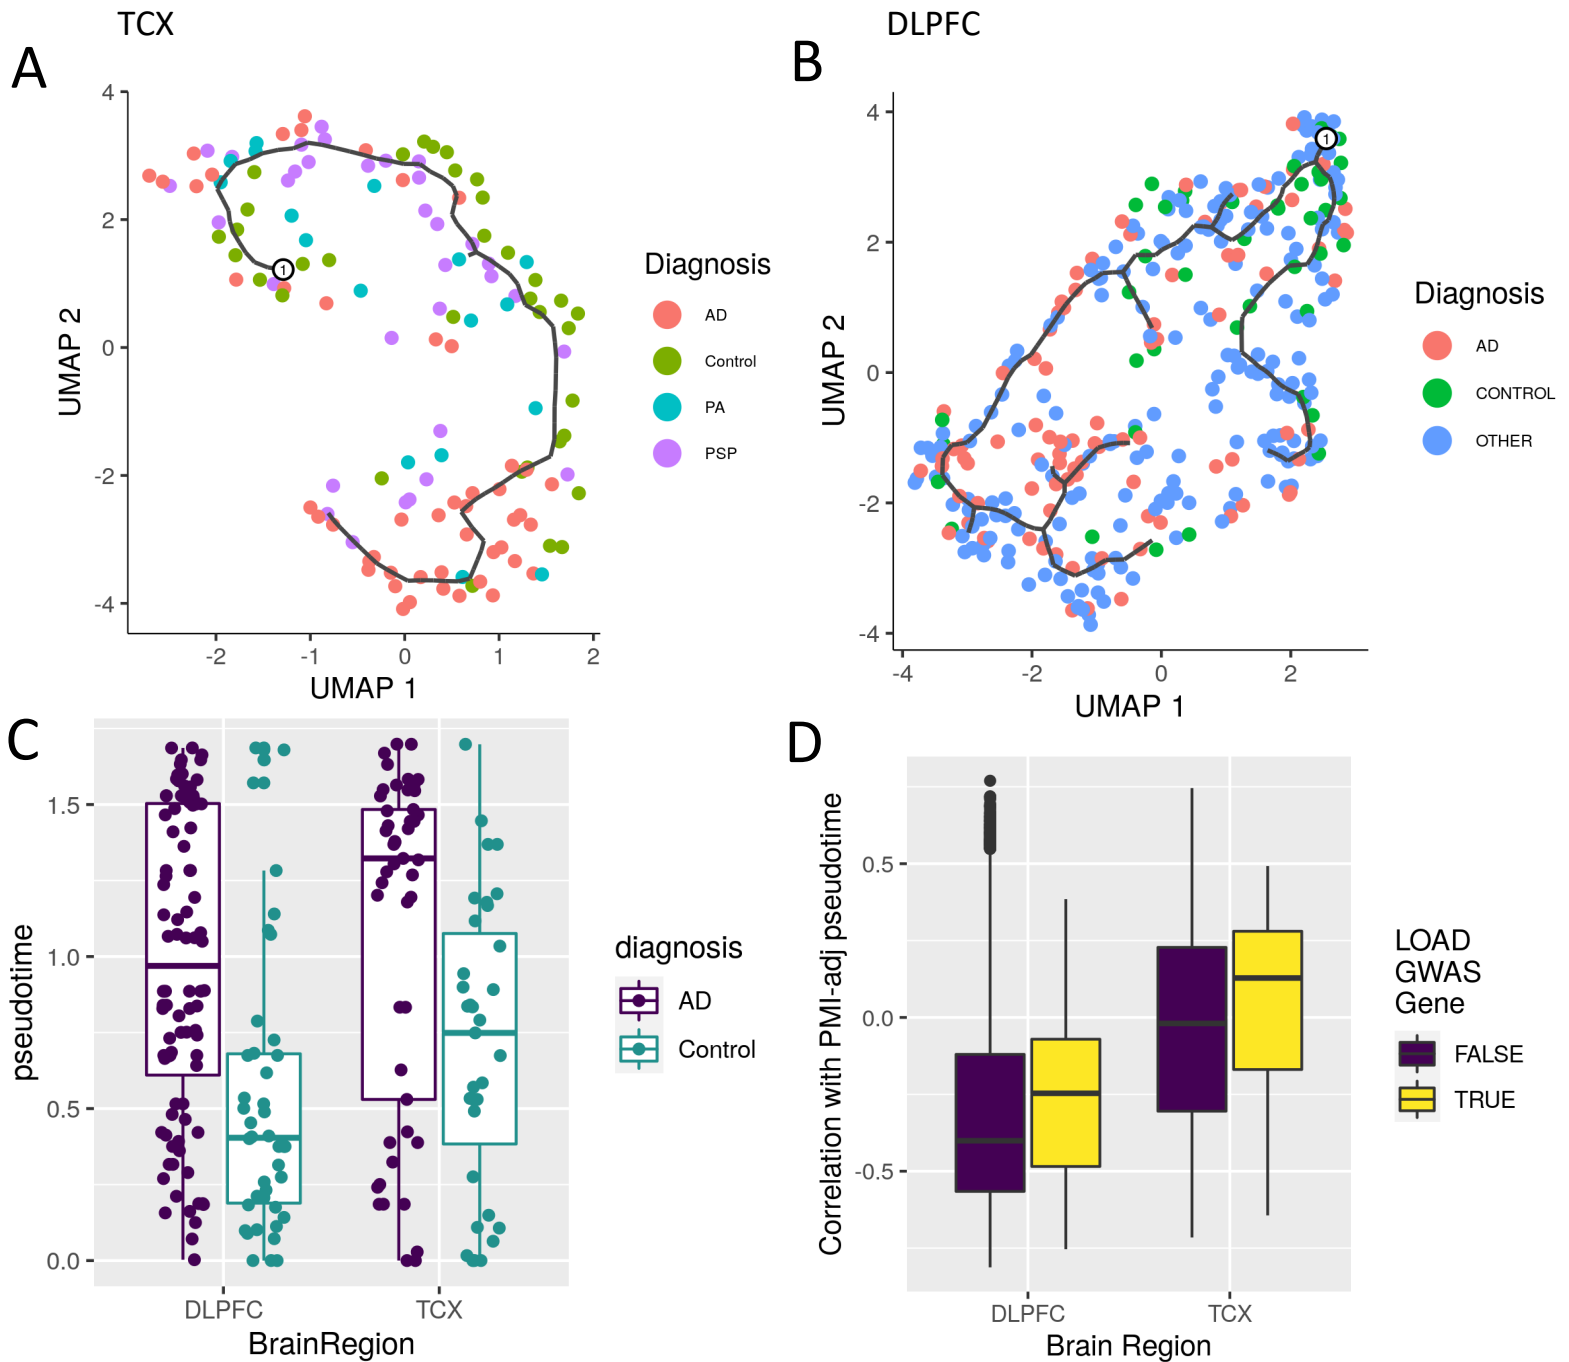 TCX
DLPFC
A
B
4
2
0
-2
-4
UMAP 2
1
-2
-1
0
1
2
UMAP 1
Diagnosis
AD
Control
PA
PSP
4
2
0
-2
-4
UMAP 2
1
-4
-2
0
2
UMAP 1
Diagnosis
AD
CONTROL
OTHER
C
D
1.5
1.0
0.5
0.0
pseudotime
DLPFC
TCX
BrainRegion
diagnosis
AD
Control
0.5
0.0
-0.5
Correlation with PMI-adj pseudotime
DLPFC
TCX
Brain Region
LOAD
GWAS
Gene
FALSE
TRUE